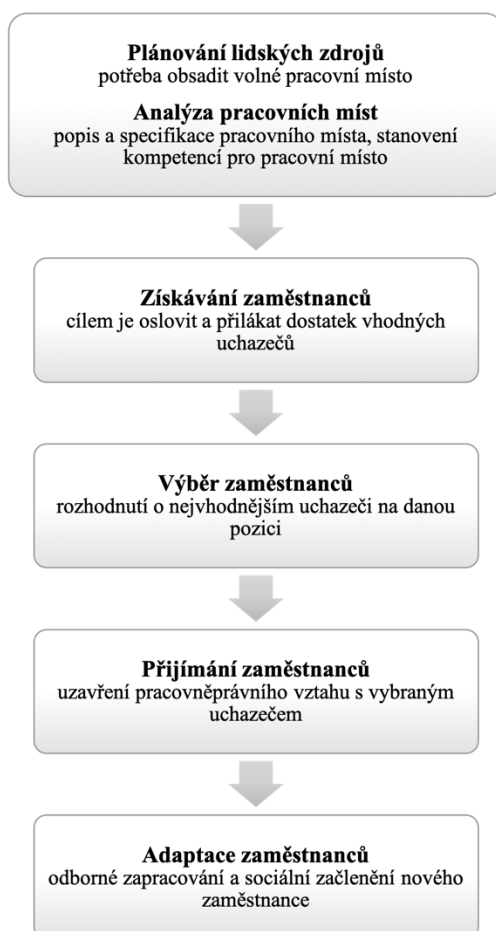 Plánování lidských zdrojů
potřeba obsadit volné pracovní místo
Analýza pracovních míst
popis a specifikace pracovního místa, stanovení
kompetencí pro pracovní místo
Získávání zaměstnanců
cílem je oslovit a přilákat dostatek vhodných
uchazečů
Výběr zaměstnanců
rozhodnutí o nejvhodnějším uchazeči na danou
pozici
Přijímání zaměstnanců
uzavření pracovněprávního vztahu s vybraným
uchazečem
Adaptace zaměstnanců
odborné zapracování a sociální začlenění nového
zaměstnance